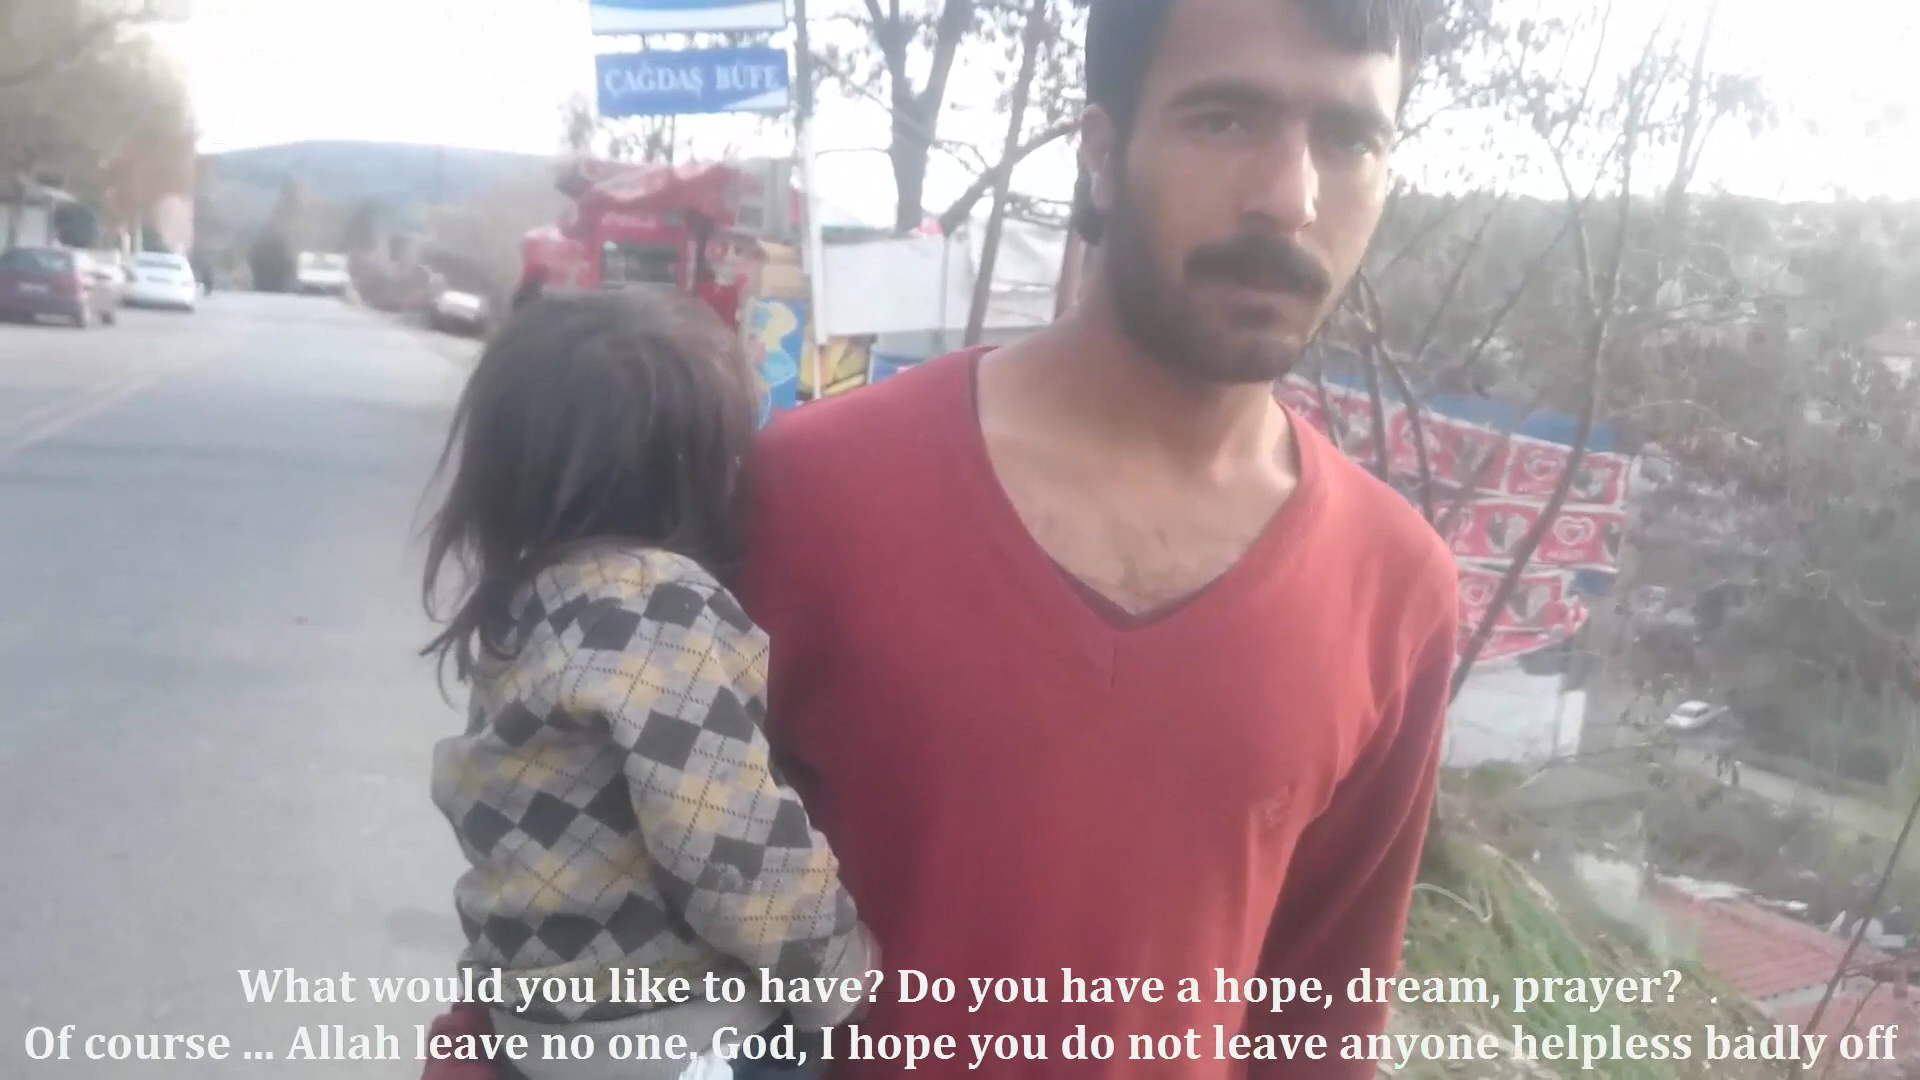 ÇAĞDAŞ BÜFE
What would you like to have? Do you have a hope, dream, prayer? .
Of course ... Allah leave no one. God, I hope you do not leave anyone helpless badly off